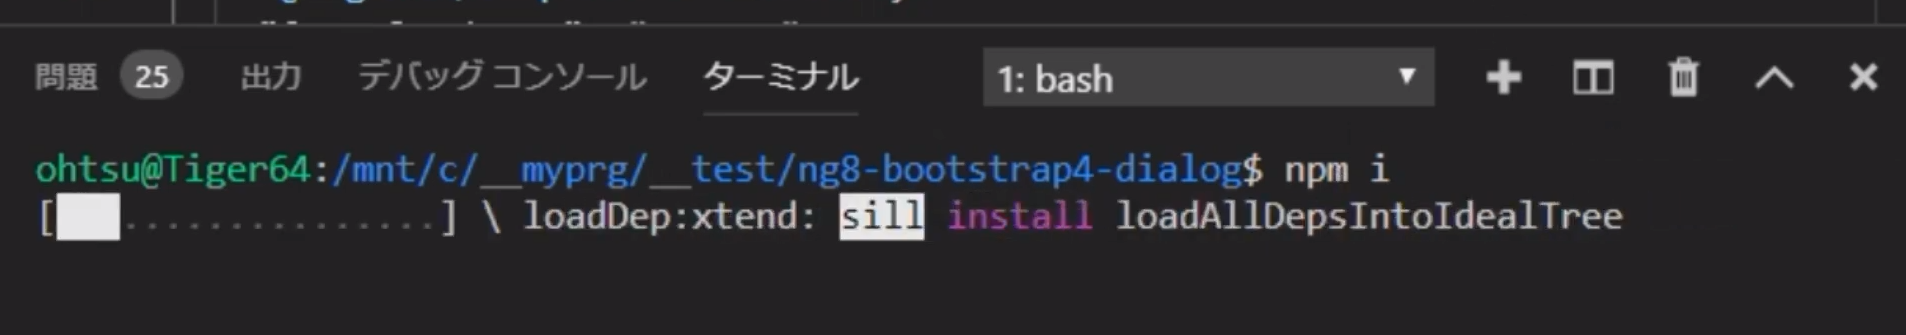 問題 25 出力 デバッグ コンソール ターミナル 1: bash
ohtsu@Tiger64:/mnt/c/__myprg/__test/ng8-bootstrap4-dialog$ npm i
[ ...............] \ loadDep:xtend: sill install loadAllDepsIntoIdealTree